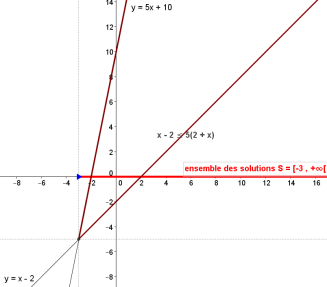 y = 5x + 10
14
12
10
8
6
4
x - 2 ≤ 5(2 + x)
2
ensemble des solutions S = [-3 , +∞[
0
-8 -6 -4 -2 0 2 4 6 8 10 12 14 16
-2
-4
-6
y = x - 2
-8